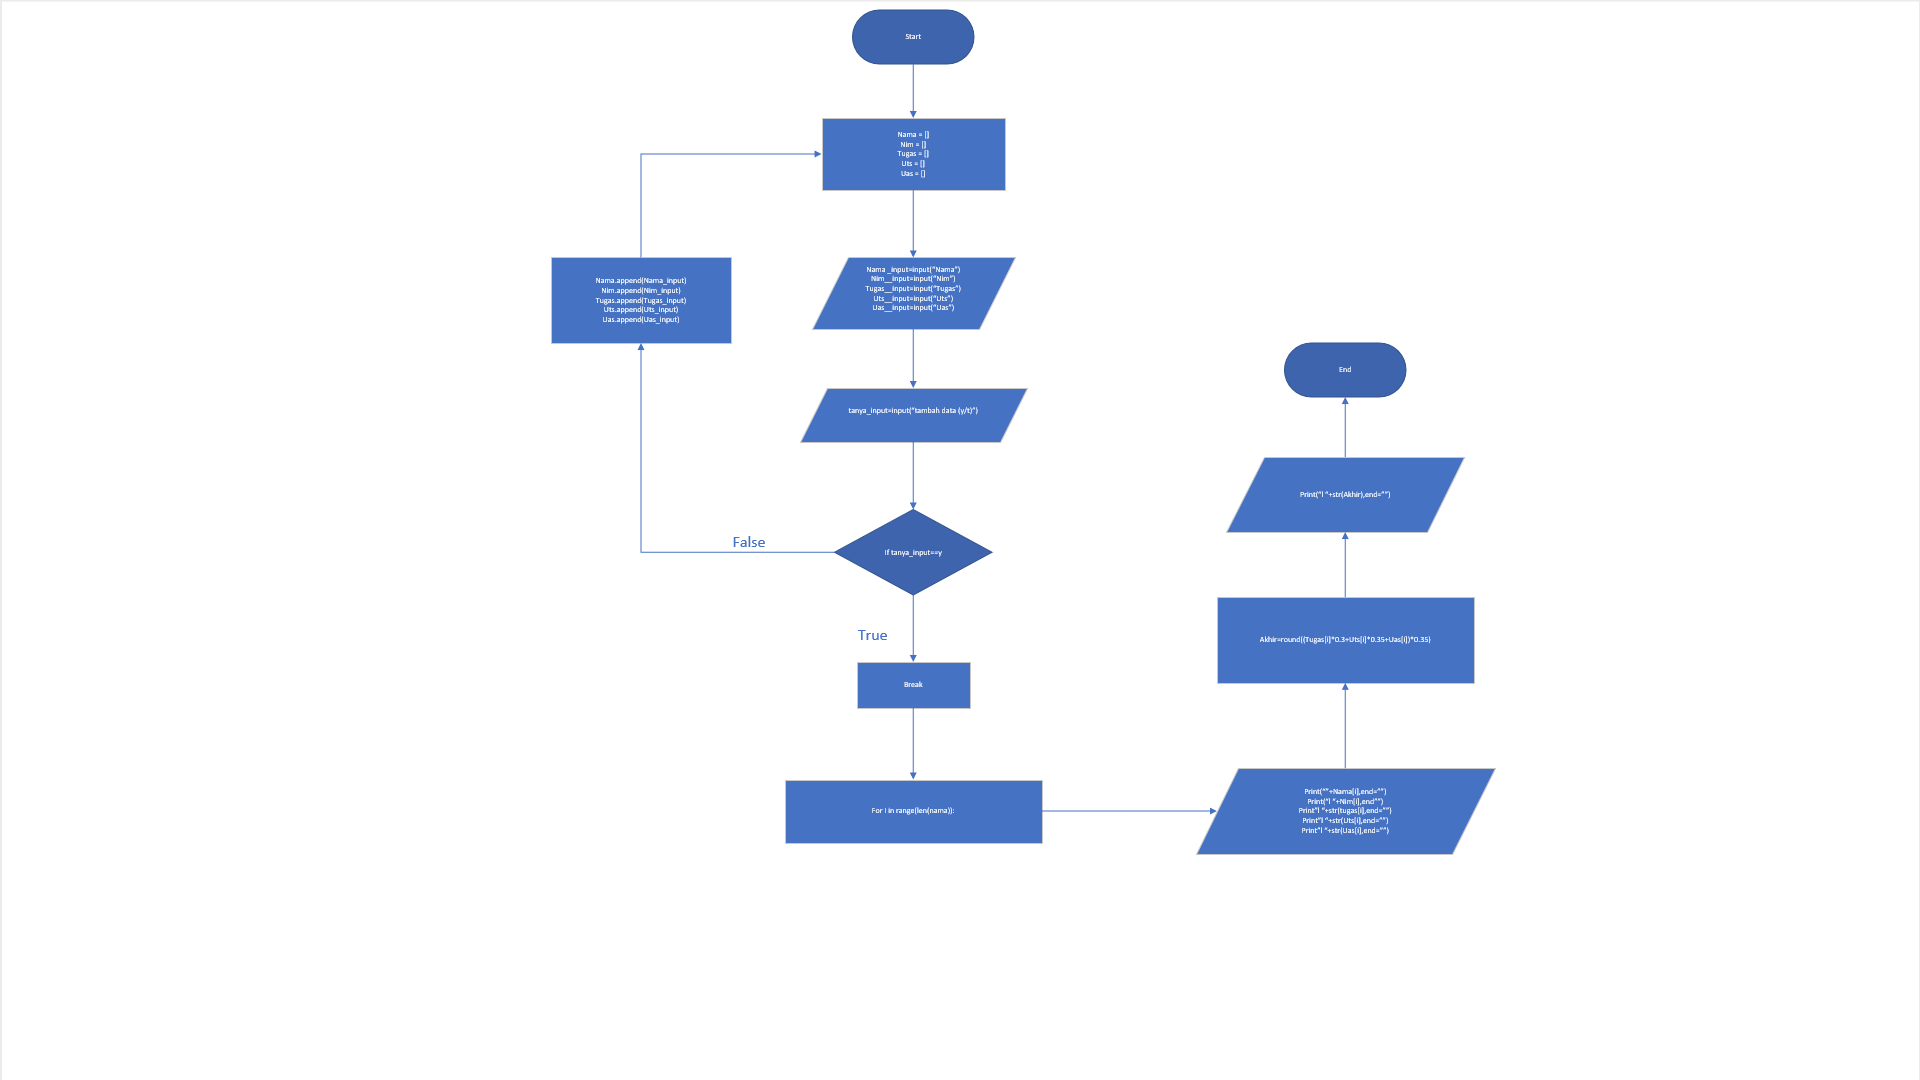 Start
Nama = []
Nim = []
Tugas = []
Uts = []
Uas = []
Nama _input=input(“Nama”)
Nim__input=input(“Nim”)
Tugas__input=input(“Tugas”)
Uts__input=input(“Uts”)
Uas__input=input(“Uas”)
Nama.append(Nama_input)
Nim.append(Nim_input)
Tugas.append(Tugas_input)
Uts.append(Uts_input)
Uas.append(Uas_input)
tanya_input=input(“tambah data (y/t)”)
If tanya_input==y
False
True
Break
For I in range(len(nama)):
Print(“”+Nama[i],end=“”)
Print(“l “+Nim[i],end””)
Print”l “+str(tugas[i],end=“”)
Print”l “+str(Uts[i],end=“”)
Print”l “+str(Uas[i],end=“”)
Akhir=round((Tugas[i]*0.3+Uts[i]*0.35+Uas[i])*0.35)
Print(“l “+str(Akhir),end=“”)
End